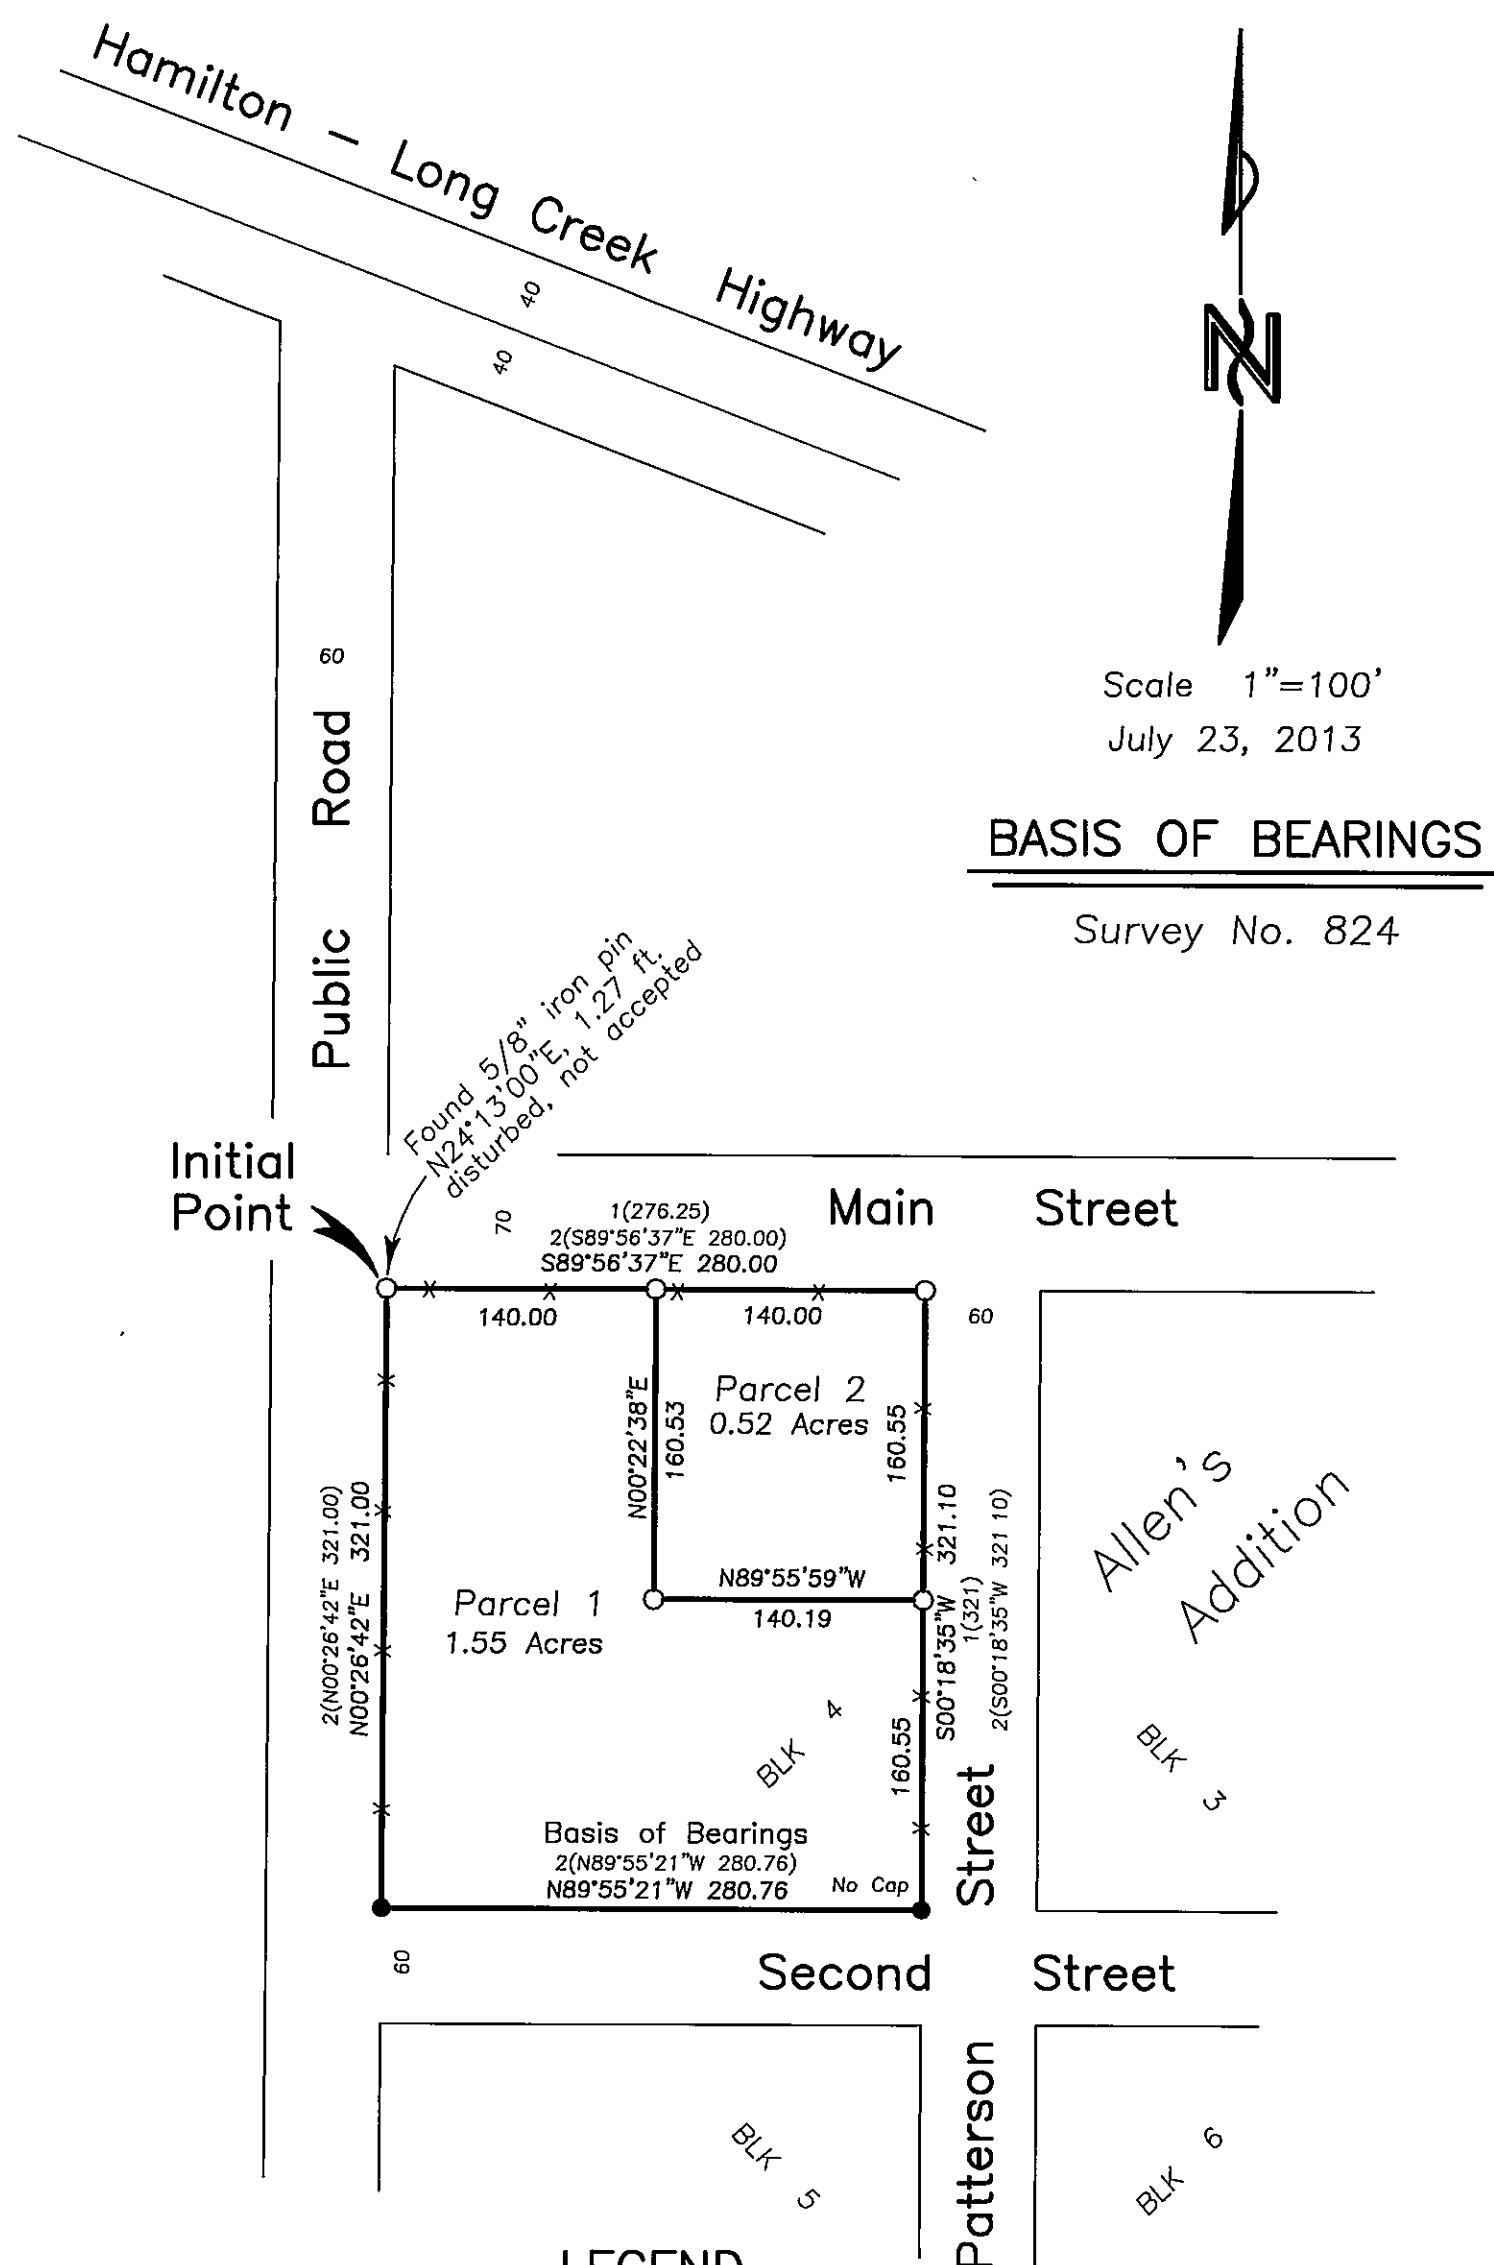 Hamilton - Long Creek Highway
40
40
N
Scale 1"=100'
July 23, 2013
BASIS OF BEARINGS
Survey No. 824
60
Public Road
Found 5/8" iron pin
N24°13'00"E, 1.27 ft.
disturbed, not accepted
Initial
Point
70
1(276.25)
2(S89°56'37"E 280.00)
S89°56'37"E 280.00
Main Street
140.00
140.00
60
Parcel 2
0.52 Acres
N00°22'38"E
160.53
160.55
N89°55'59"W
140.19
Parcel 1
1.55 Acres
2(N00°26'42"E 321.00)
N00°26'42"E 321.00
S00°18'35"W 321.10
1(321)
2(S00°18'35"W 321 10)
Allen's
Addition
BLK 4
160.55
BLK 3
Basis of Bearings
2(N89°55'21"W 280.76)
N89°55'21"W 280.76
No Cap
60
Second Street
Patterson Street
BLK 5
BLK 6
LEGEND